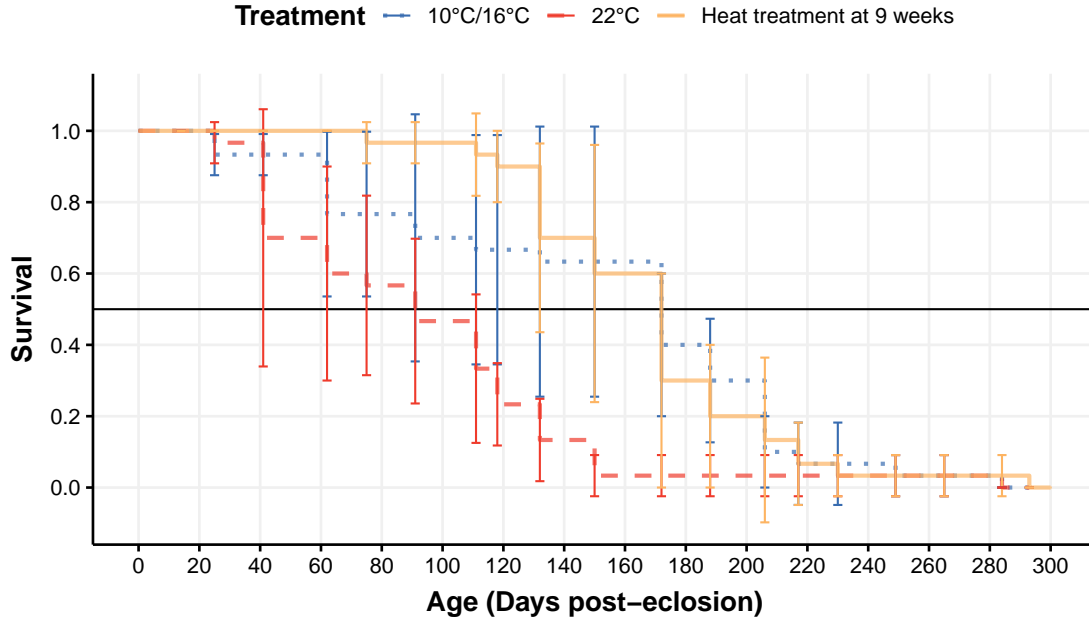 Treatment 10°C/16°C 22°C Heat treatment at 9 weeks
Survival
1.0
0.8
0.6
0.4
0.2
0.0
0 20 40 60 80 100 120 140 160 180 200 220 240 260 280 300
Age (Days post−eclosion)